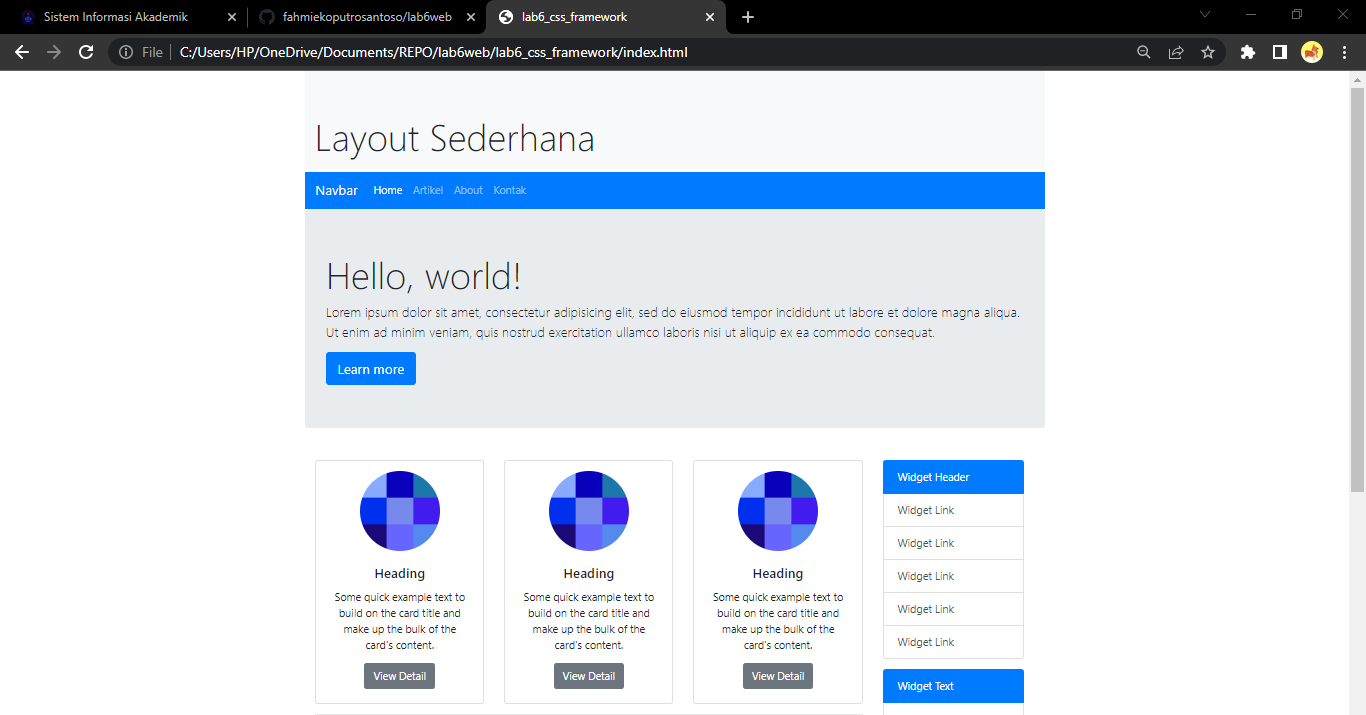 Sistem Informasi Akademik
fahmiekoputrosantoso/lab6web
lab6_css_framework
File
C:/Users/HP/OneDrive/Documents/REPO/lab6web/lab6_css_framework/index.html
Layout Sederhana
Navbar Home Artikel About Kontak
Hello, world!
Lorem ipsum dolor sit amet, consectetur adipisicing elit, sed do eiusmod tempor incididunt ut labore et dolore magna aliqua.
Ut enim ad minim veniam, quis nostrud exercitation ullamco laboris nisi ut aliquip ex ea commodo consequat.
Learn more
Heading
Some quick example text to
build on the card title and
make up the bulk of the
card's content.
View Detail
Heading
Some quick example text to
build on the card title and
make up the bulk of the
card's content.
View Detail
Heading
Some quick example text to
build on the card title and
make up the bulk of the
card's content.
View Detail
Widget Header
Widget Link
Widget Link
Widget Link
Widget Link
Widget Link
Widget Text